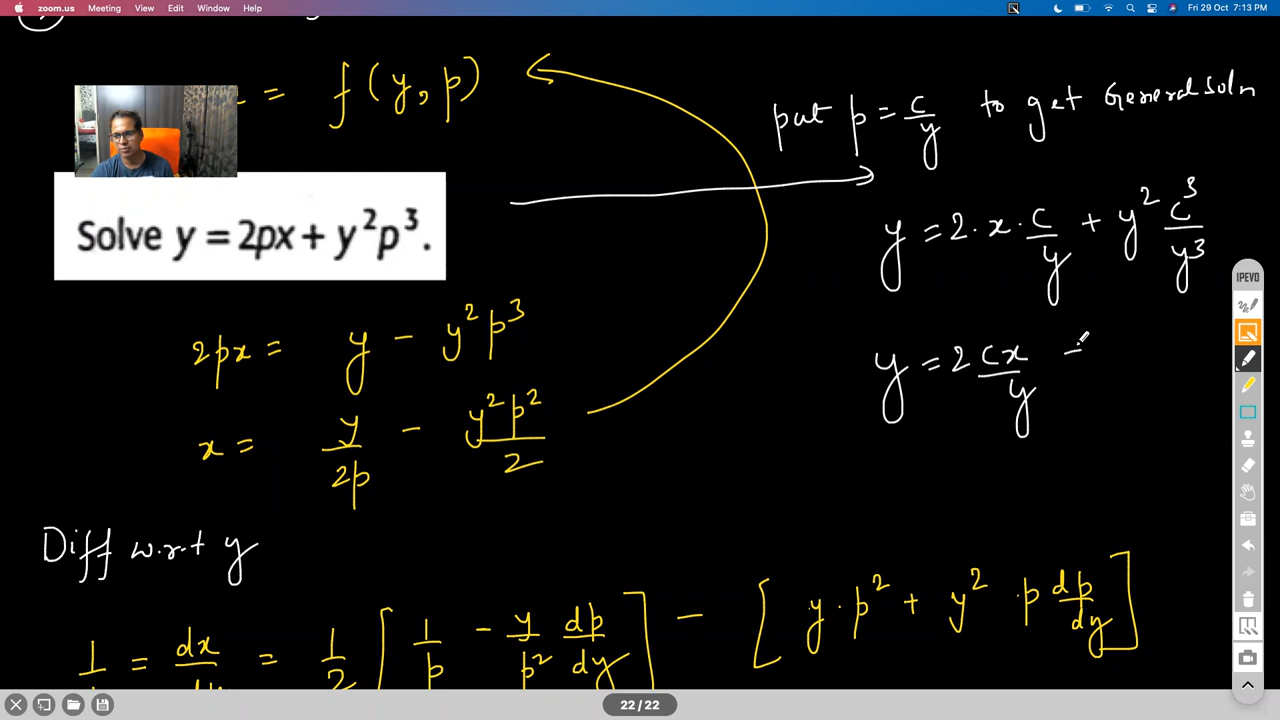 zoom.us Meeting View Edit Window Help Fri 29 Oct 7:13 PM
= f(y, p)
put p = c/y to get General Soln
Solve y = 2px + y²p³.
y = 2·x·c/y + y² c³/y³
2px = y − y²p³
y = 2cx/y
x = y/2p − y²p²/2
IPEVO
Diff w.r.t y
= dx/ = 1/2 [1/p − y/p² dp/dy] − [y·p² + y²·p dp/dy]
22 / 22